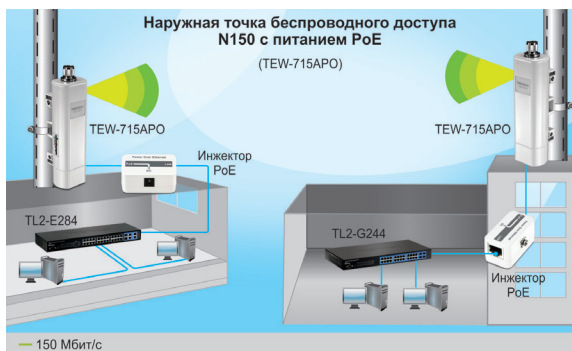 Наружная точка беспроводного доступа
N150 с питанием PoE
(TEW-715APO)
TEW-715APO
TEW-715APO
Инжектор
PoE
TL2-E284
TL2-G244
Инжектор
PoE
150 Мбит/с